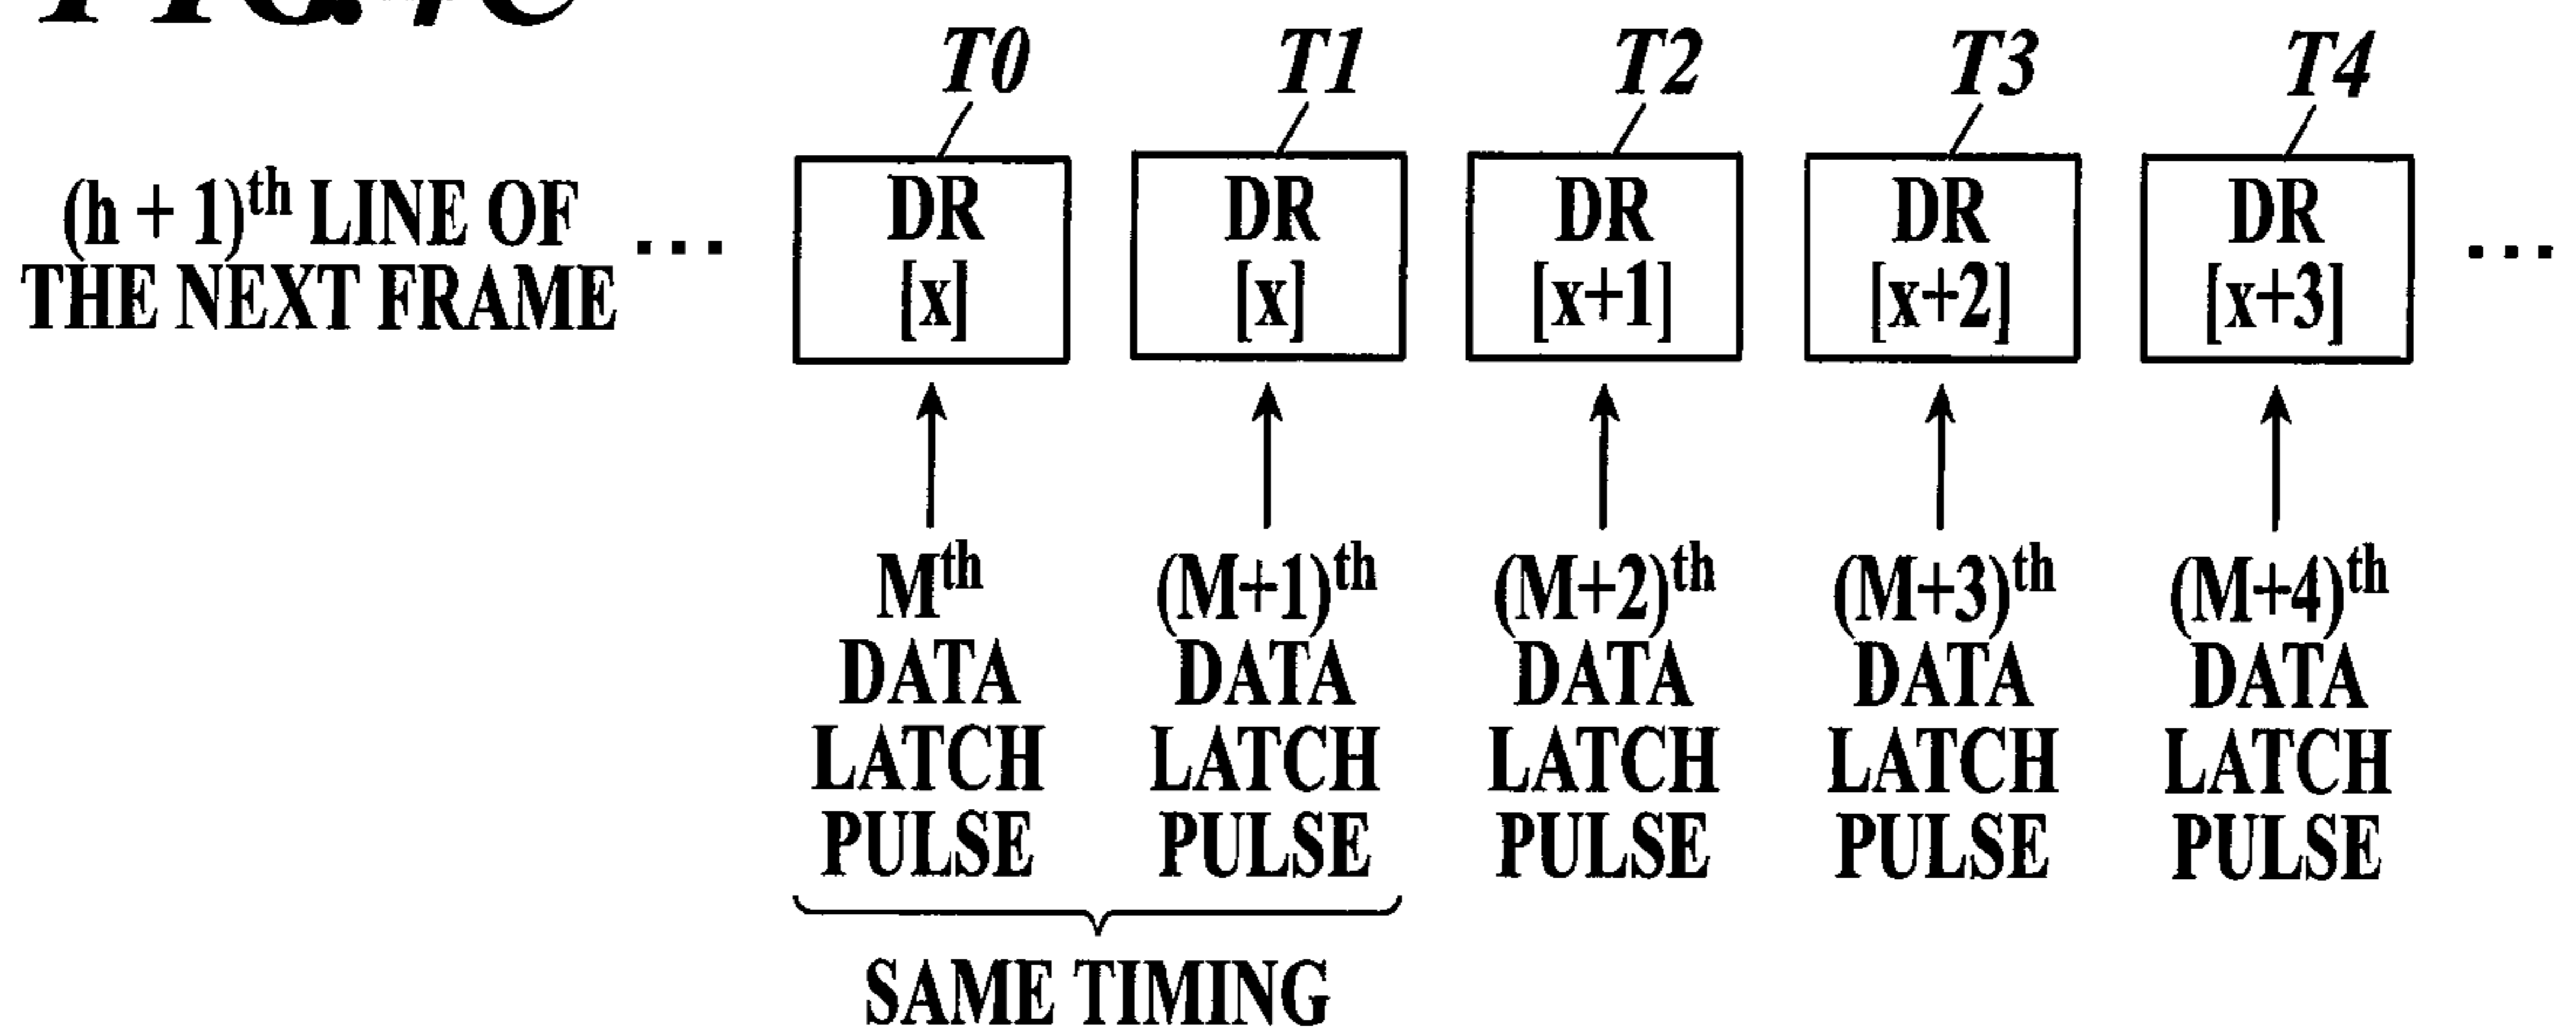 FIG.4C
T0 T1 T2 T3 T4
(h + 1)th LINE OF
THE NEXT FRAME
...
DR
[x]
DR
[x]
DR
[x+1]
DR
[x+2]
DR
[x+3]
...
Mth
DATA
LATCH
PULSE
(M+1)th
DATA
LATCH
PULSE
(M+2)th
DATA
LATCH
PULSE
(M+3)th
DATA
LATCH
PULSE
(M+4)th
DATA
LATCH
PULSE
SAME TIMING